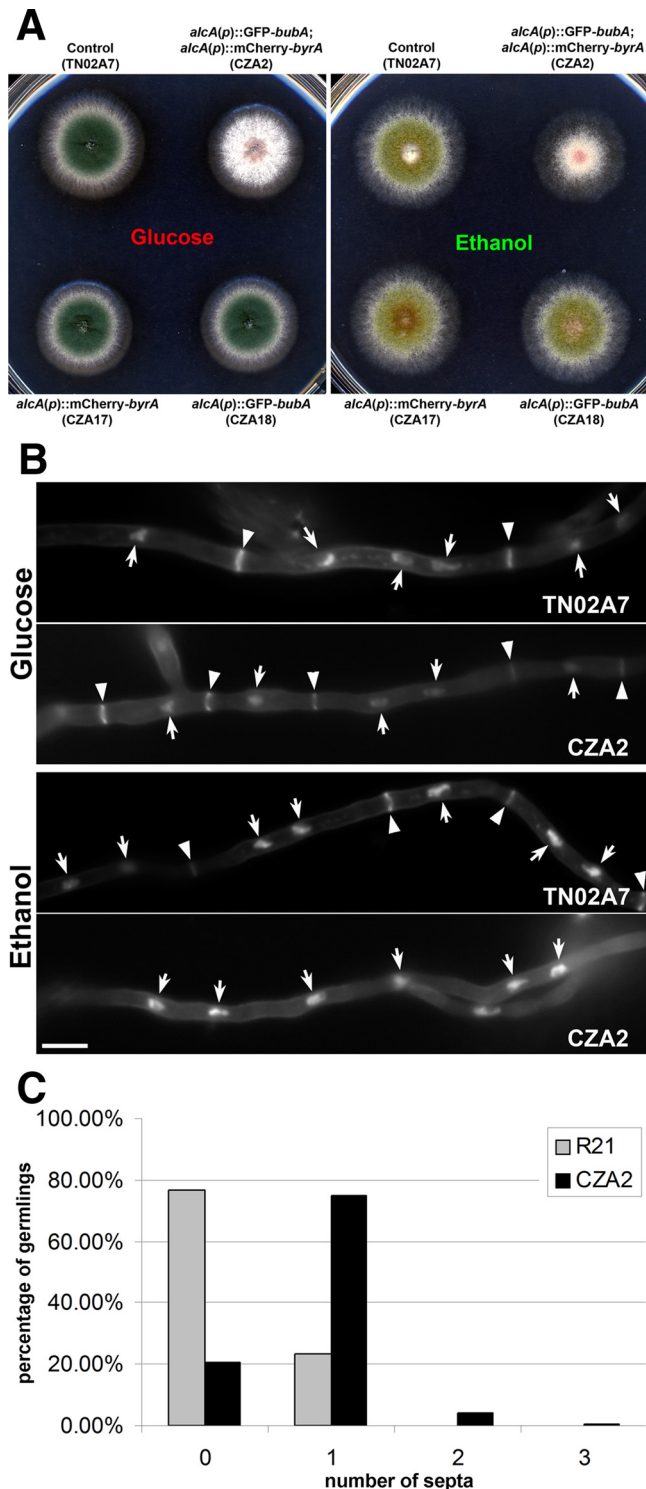 A
Control
(TN02A7)
alcA(p)::GFP-bubA;
alcA(p)::mCherry-byrA
(CZA2)
Control
(TN02A7)
alcA(p)::GFP-bubA;
alcA(p)::mCherry-byrA
(CZA2)
Glucose
Ethanol
alcA(p)::mCherry-byrA
(CZA17)
alcA(p)::GFP-bubA
(CZA18)
alcA(p)::mCherry-byrA
(CZA17)
alcA(p)::GFP-bubA
(CZA18)
B
Glucose
TN02A7
CZA2
Ethanol
TN02A7
CZA2
C
100.00%
80.00%
60.00%
40.00%
20.00%
0.00%
percentage of germlings
R21
CZA2
0 1 2 3
number of septa